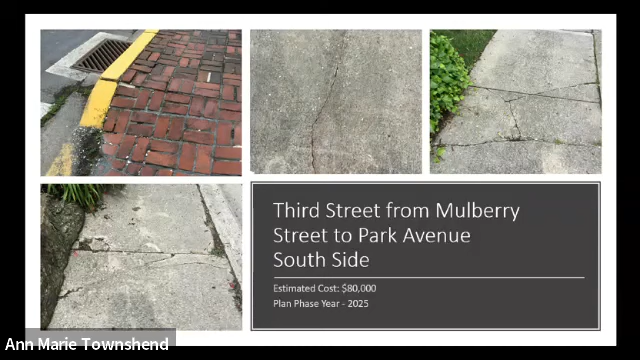 Third Street from Mulberry
Street to Park Avenue
South Side
Estimated Cost: $80,000
Plan Phase Year - 2025
Ann Marie Townshend